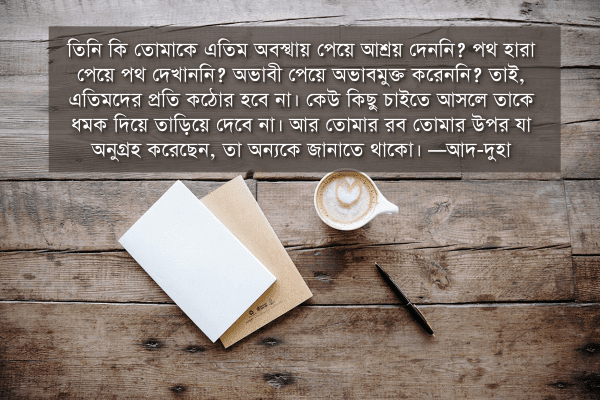 তিনি কি তোমাকে এতিম অবস্থায় পেয়ে আশ্রয় দেননি? পথ হারা
পেয়ে পথ দেখাননি? অভাবী পেয়ে অভাবমুক্ত করেননি? তাই,
এতিমদের প্রতি কঠোর হবে না। কেউ কিছু চাইতে আসলে তাকে
ধমক দিয়ে তাড়িয়ে দেবে না। আর তোমার রব তোমার উপর যা
অনুগ্রহ করেছেন, তা অন্যকে জানাতে থাকো। —আদ-দুহা